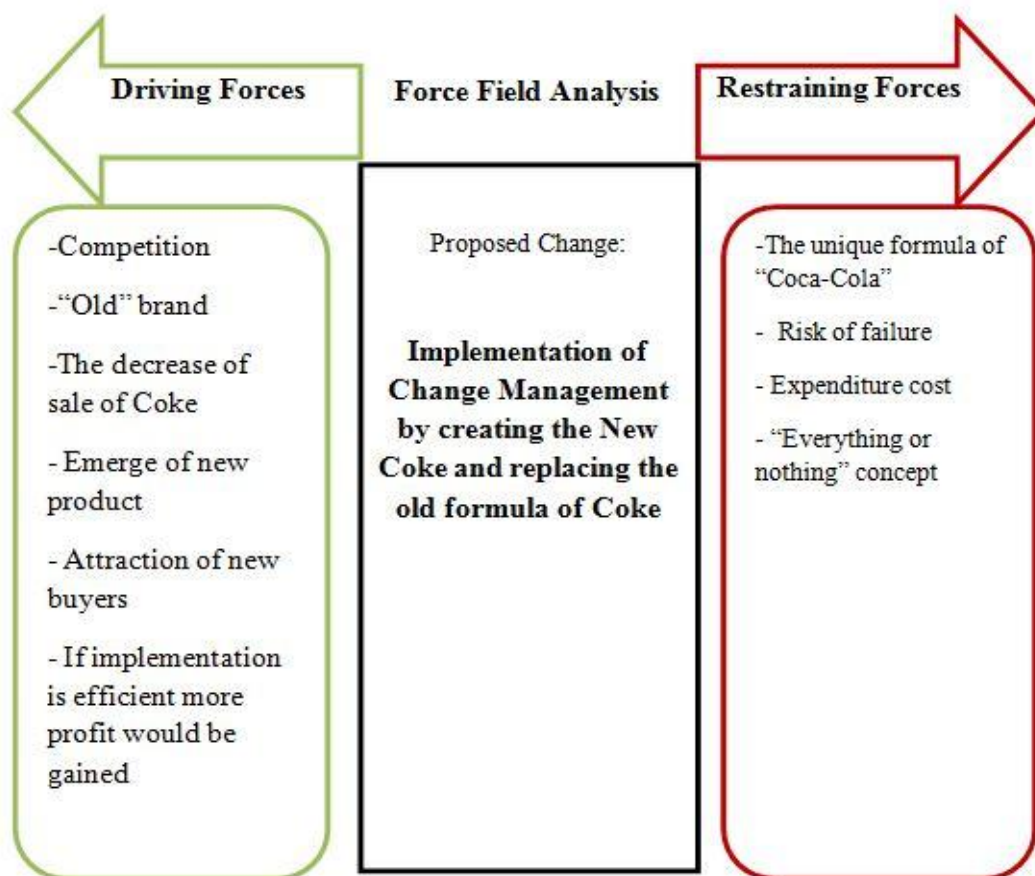 Driving Forces
Force Field Analysis
Restraining Forces
-Competition
-“Old” brand
-The decrease of
sale of Coke
- Emerge of new
product
- Attraction of new
buyers
- If implementation
is efficient more
profit would be
gained
Proposed Change:
Implementation of
Change Management
by creating the New
Coke and replacing the
old formula of Coke
-The unique formula of
“Coca-Cola”
- Risk of failure
- Expenditure cost
- “Everything or
nothing” concept